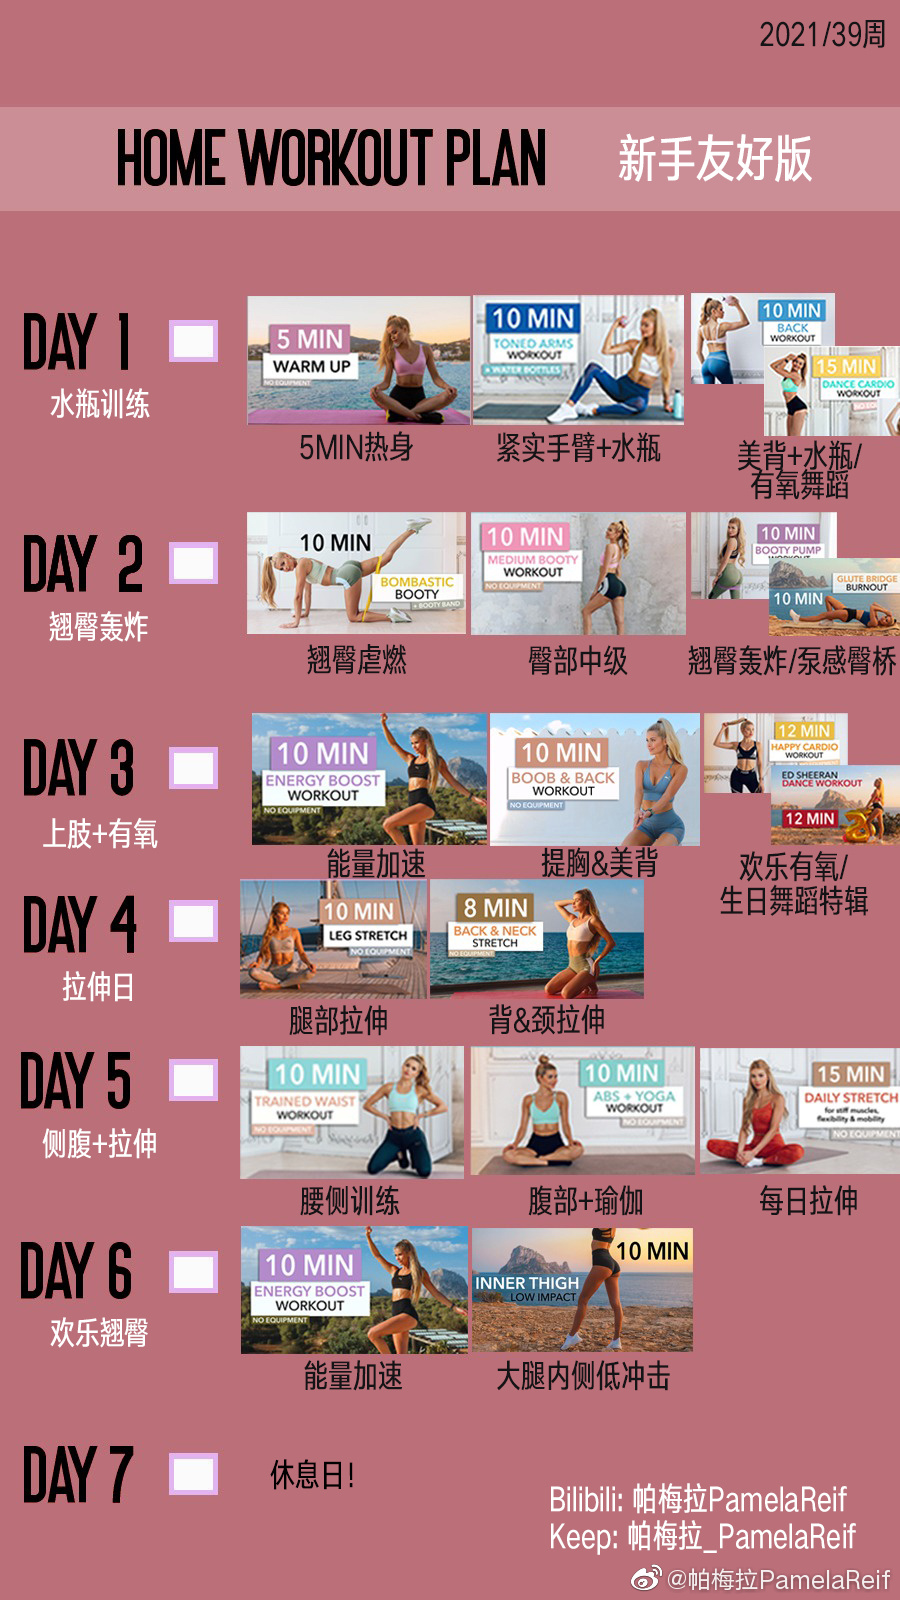 2021/39周
HOME WORKOUT PLAN 新手友好版
DAY 1
水瓶训练
5 MIN
WARM UP
NO EQUIPMENT
5MIN热身
10 MIN
TONED ARMS
WORKOUT
+ WATER BOTTLES
紧实手臂+水瓶
10 MIN
BACK
WORKOUT
15 MIN
DANCE CARDIO
WORKOUT
美背+水瓶/
有氧舞蹈
DAY 2
翘臀轰炸
10 MIN
BOMBASTIC
BOOTY
+ BOOTY BAND
翘臀虐燃
10 MIN
MEDIUM BOOTY
WORKOUT
NO EQUIPMENT
臀部中级
10 MIN
BOOTY PUMP
GLUTE BRIDGE
BURNOUT
10 MIN
翘臀轰炸/泵感臀桥
DAY 3
上肢+有氧
10 MIN
ENERGY BOOST
WORKOUT
NO EQUIPMENT
能量加速
10 MIN
BOOB & BACK
WORKOUT
NO EQUIPMENT
提胸&美背
12 MIN
HAPPY CARDIO
WORKOUT
ED SHEERAN
DANCE WORKOUT
12 MIN
欢乐有氧/
生日舞蹈特辑
DAY 4
拉伸日
10 MIN
LEG STRETCH
NO EQUIPMENT
腿部拉伸
8 MIN
BACK & NECK
STRETCH
NO EQUIPMENT
背&颈拉伸
DAY 5
侧腹+拉伸
10 MIN
TRAINED WAIST
WORKOUT
NO EQUIPMENT
腰侧训练
10 MIN
ABS + YOGA
WORKOUT
NO EQUIPMENT
腹部+瑜伽
15 MIN
DAILY STRETCH
for stiff muscles,
flexibility & mobility
NO EQUIPMENT
每日拉伸
DAY 6
欢乐翘臀
10 MIN
ENERGY BOOST
WORKOUT
NO EQUIPMENT
能量加速
10 MIN
INNER THIGH
LOW IMPACT
大腿内侧低冲击
DAY 7
休息日!
Bilibili: 帕梅拉PamelaReif
Keep: 帕梅拉_PamelaReif
@帕梅拉PamelaReif